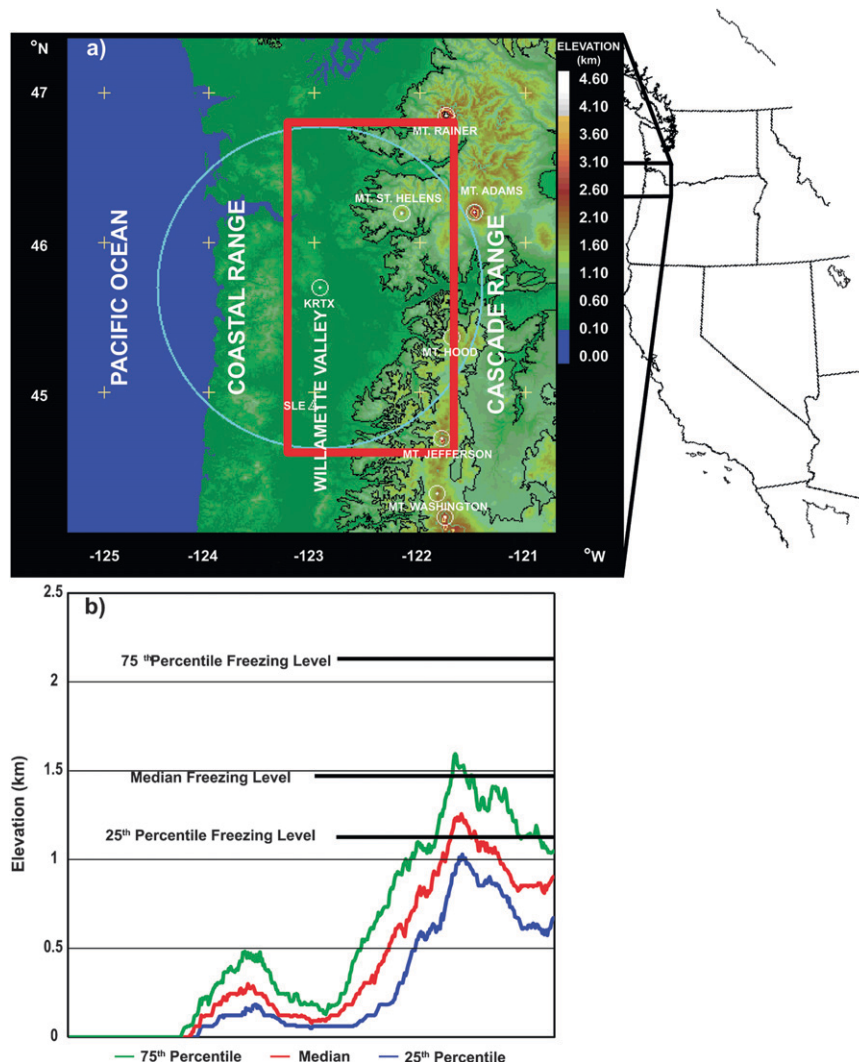 °N
a)
ELEVATION
(km)
47
46
45
PACIFIC OCEAN
COASTAL RANGE
WILLAMETTE VALLEY
CASCADE RANGE
MT. RAINER
MT. ST. HELENS
MT. ADAMS
KRTX
MT. HOOD
SLE
MT. JEFFERSON
MT. WASHINGTON
4.60
4.10
3.60
3.10
2.60
2.10
1.60
1.10
0.60
0.10
0.00
-125 -124 -123 -122 -121
°W
b)
2.5
2
1.5
1
0.5
0
Elevation (km)
75 th Percentile Freezing Level
Median Freezing Level
25th Percentile Freezing Level
75th Percentile Median 25th Percentile